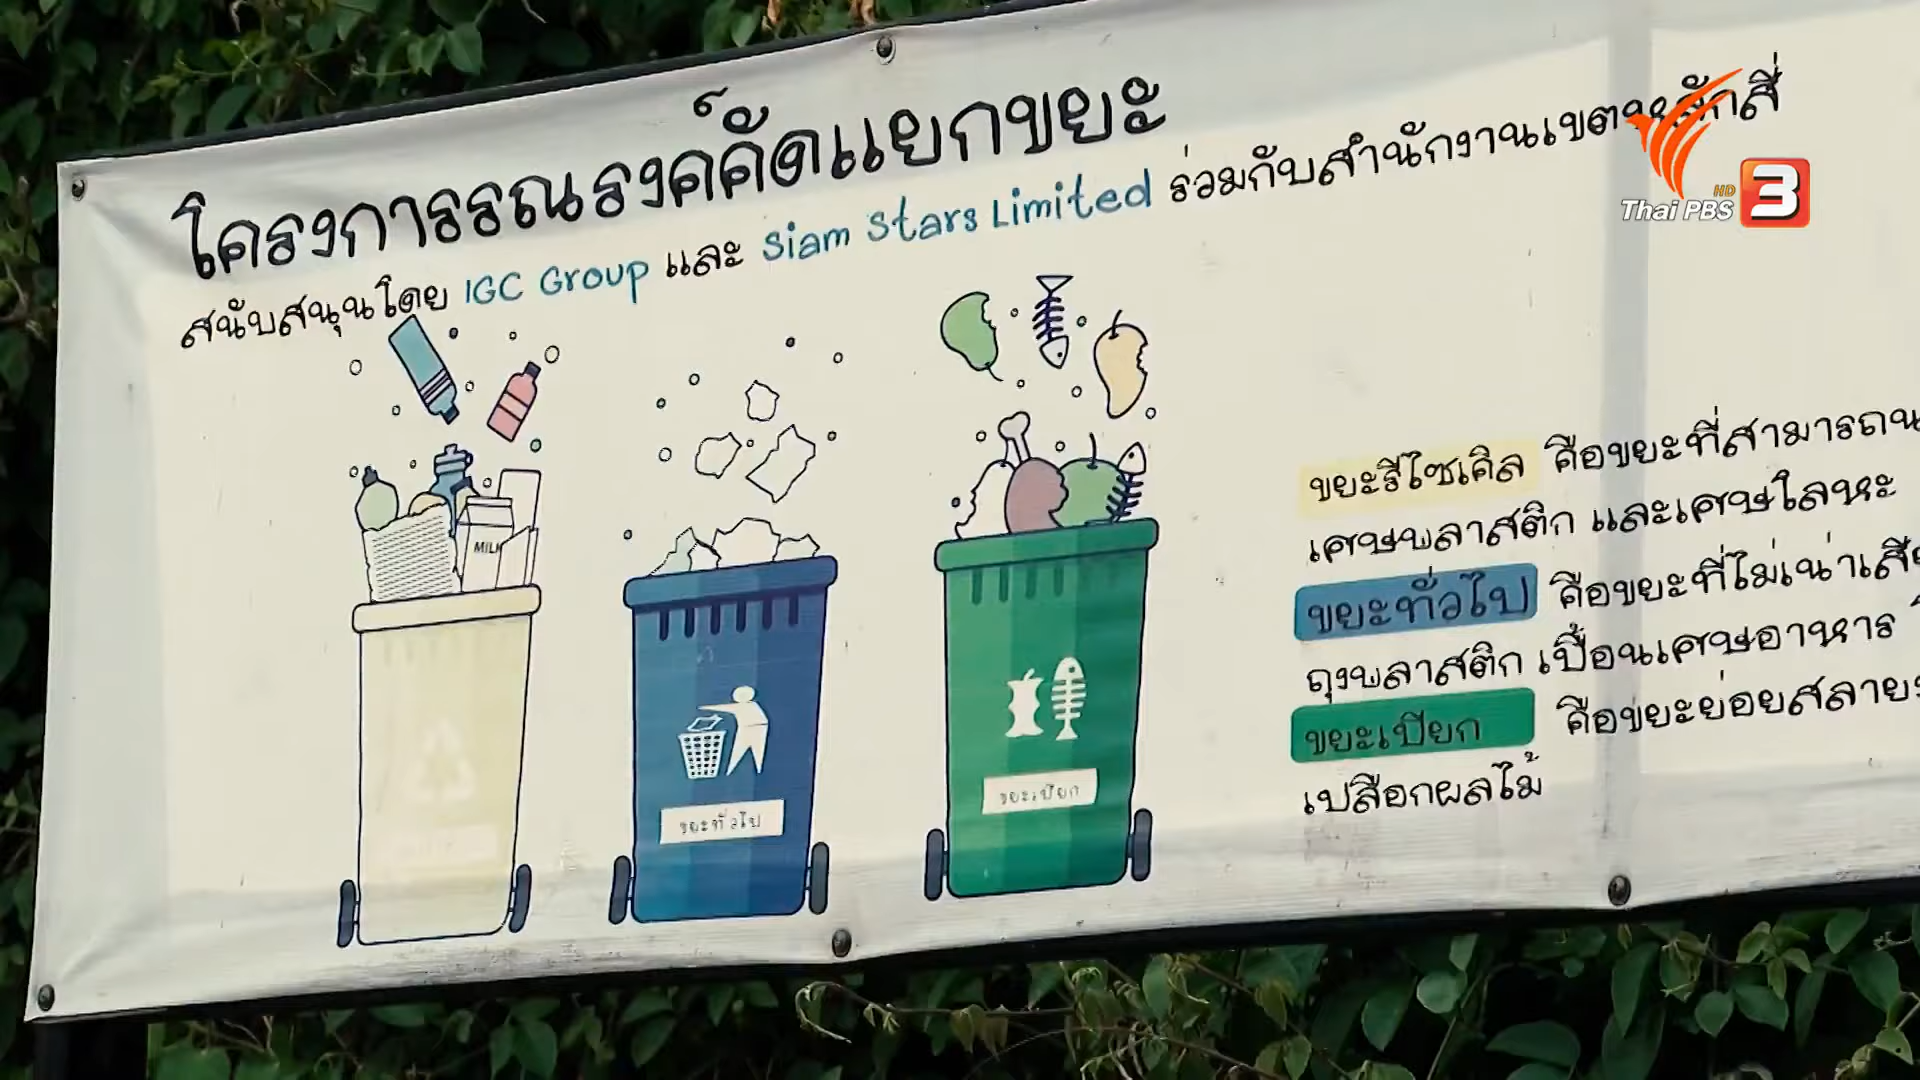 โครงการรณรงค์คัดแยกขยะ
สนับสนุนโดย IGC Group และ Siam Stars Limited ร่วมกับสำนักงานเขตหลักสี่
HD
Thai PBS 3
MILK
ขยะทั่วไป
ขยะเปียก
ขยะรีไซเคิล คือขยะที่สามารถ
เศษพลาสติก และเศษโลหะ
ขยะทั่วไป คือขยะที่ไม่เน่าเสีย
ถุงพลาสติก เปื้อนเศษอาหาร
ขยะเปียก คือขยะย่อยสลาย
เปลือกผลไม้